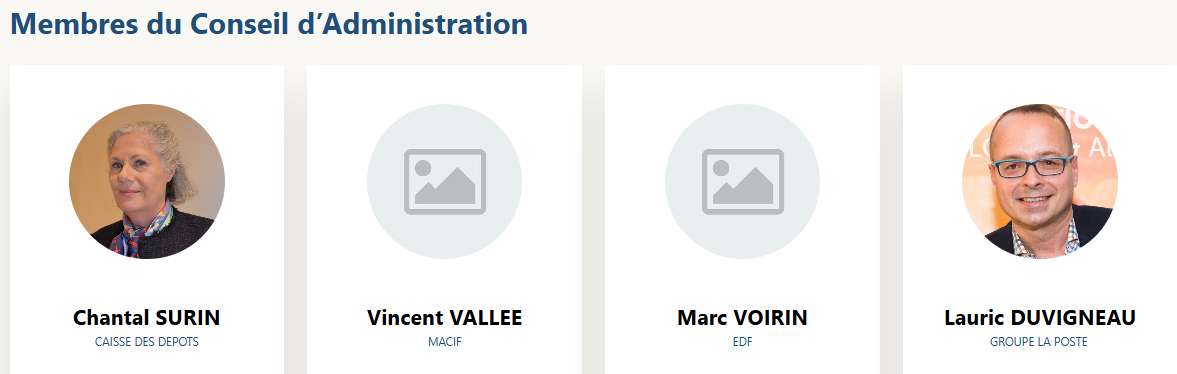 Membres du Conseil d’Administration
Chantal SURIN
CAISSE DES DEPOTS
Vincent VALLEE
MACIF
Marc VOIRIN
EDF
Lauric DUVIGNEAU
GROUPE LA POSTE